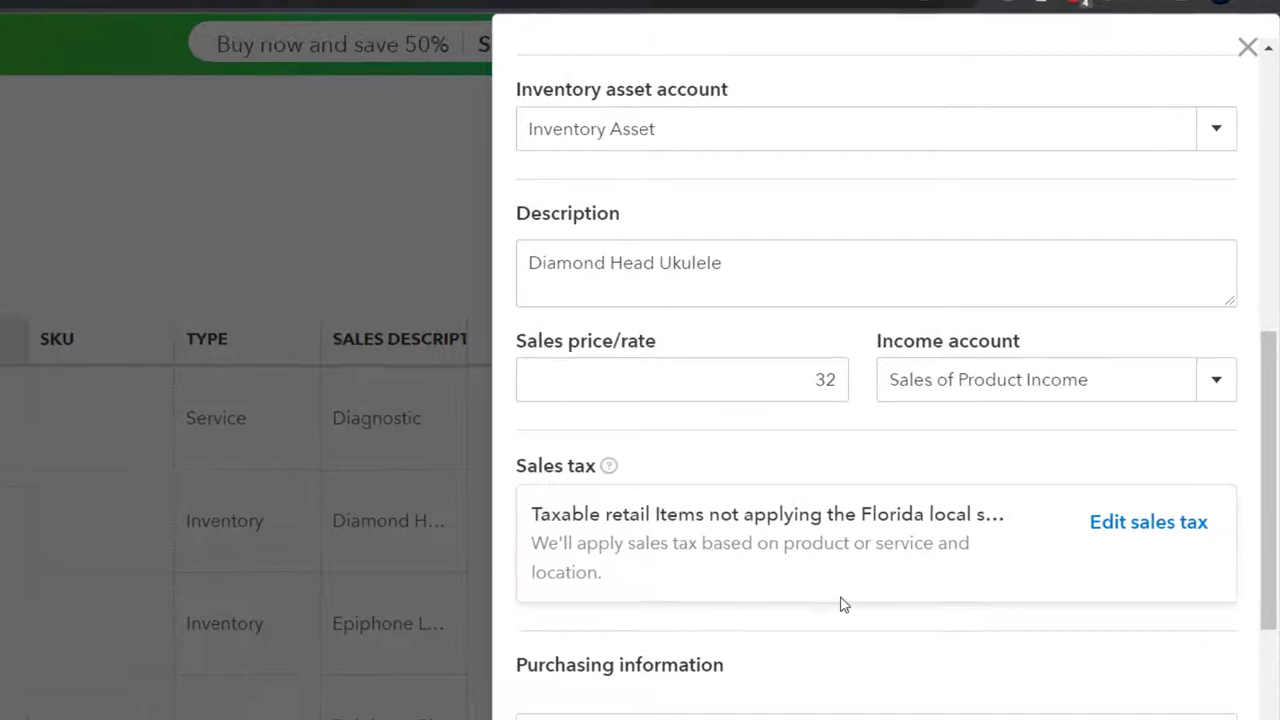 4
Buy now and save 50% S
Inventory asset account
Inventory Asset
Description
Diamond Head Ukulele
Sales price/rate
Income account
32
Sales of Product Income
Sales tax
Taxable retail Items not applying the Florida local s...
We'll apply sales tax based on product or service and
location.
Edit sales tax
Purchasing information
SKU
TYPE
SALES DESCRIPT
Service
Diagnostic
Inventory
Diamond H...
Inventory
Epiphone L...